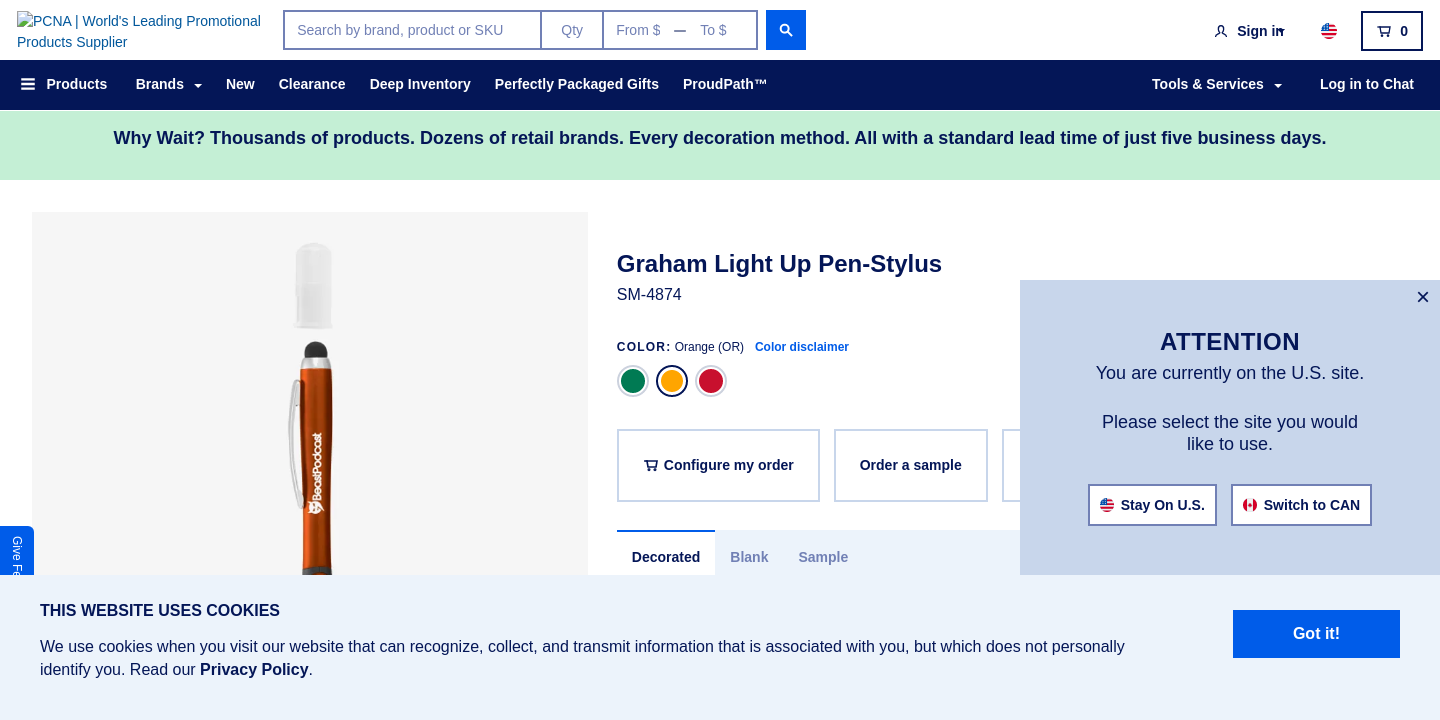 PCNA | World's Leading Promotional
Products Supplier
Search by brand, product or SKU
Qty
From $ — To $
Sign in
0
Products
Brands
New
Clearance
Deep Inventory
Perfectly Packaged Gifts
ProudPath™
Tools & Services
Log in to Chat
Why Wait? Thousands of products. Dozens of retail brands. Every decoration method. All with a standard lead time of just five business days.
BeastPodcast
Graham Light Up Pen-Stylus
SM-4874
COLOR: Orange (OR) Color disclaimer
Configure my order
Order a sample
Decorated
Blank
Sample
×
ATTENTION
You are currently on the U.S. site.
Please select the site you would
like to use.
Stay On U.S.
Switch to CAN
Give
THIS WEBSITE USES COOKIES
We use cookies when you visit our website that can recognize, collect, and transmit information that is associated with you, but which does not personally
identify you. Read our Privacy Policy.
Got it!